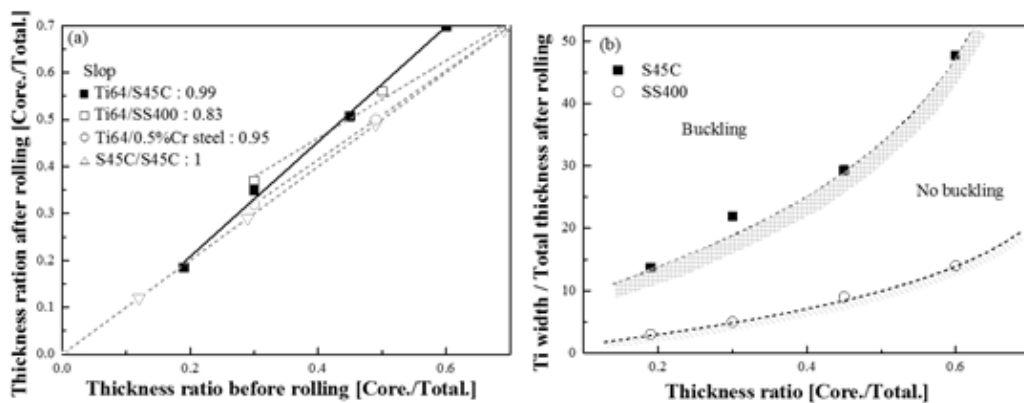 (a)
Slop
Ti64/S45C : 0.99
Ti64/SS400 : 0.83
Ti64/0.5%Cr steel : 0.95
S45C/S45C : 1
0.7
0.6
0.5
0.4
0.3
0.2
0.1
0.0
0.0 0.2 0.4 0.6
Thickness ration after rolling [Core./Total.]
Thickness ratio before rolling [Core./Total.]
(b)
S45C
SS400
Buckling
No buckling
50
40
30
20
10
0
0.2 0.4 0.6
Ti width / Total thickness after rolling
Thickness ratio [Core./Total.]